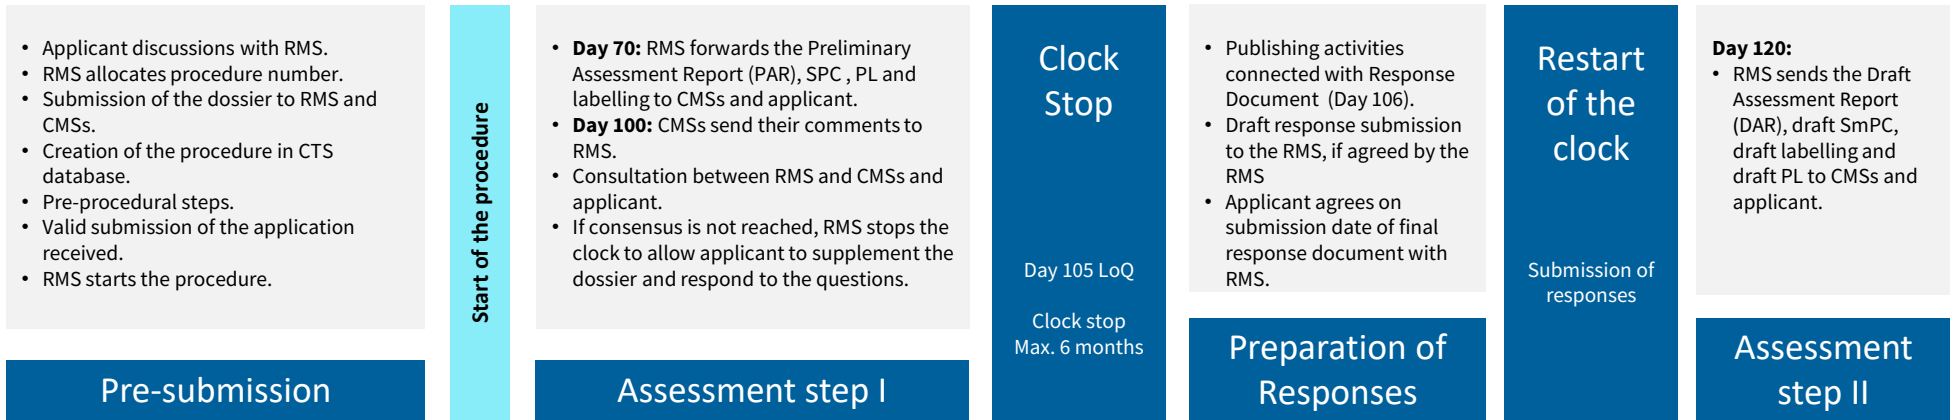 • Applicant discussions with RMS.
• RMS allocates procedure number.
• Submission of the dossier to RMS and
CMSs.
• Creation of the procedure in CTS
database.
• Pre-procedural steps.
• Valid submission of the application
received.
• RMS starts the procedure.
Pre-submission
Start of the procedure
• Day 70: RMS forwards the Preliminary
Assessment Report (PAR), SPC , PL and
labelling to CMSs and applicant.
• Day 100: CMSs send their comments to
RMS.
• Consultation between RMS and CMSs and
applicant.
• If consensus is not reached, RMS stops the
clock to allow applicant to supplement the
dossier and respond to the questions.
Assessment step I
Clock
Stop
Day 105 LoQ
Clock stop
Max. 6 months
• Publishing activities
connected with Response
Document (Day 106).
• Draft response submission
to the RMS, if agreed by the
RMS
• Applicant agrees on
submission date of final
response document with
RMS.
Preparation of
Responses
Restart
of the
clock
Submission of
responses
Day 120:
• RMS sends the Draft
Assessment Report
(DAR), draft SmPC,
draft labelling and
draft PL to CMSs and
applicant.
Assessment
step II